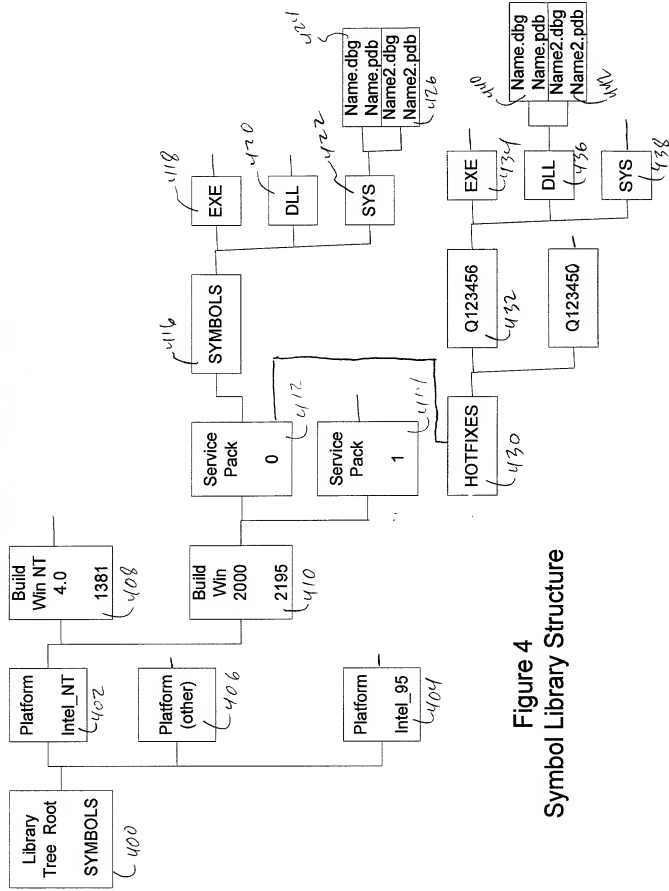 Library
Tree Root
SYMBOLS
400
Platform
Intel_NT
402
Platform
(other)
406
Platform
Intel_95
404
Build
Win NT
4.0
1381
408
Build
Win
2000
2195
410
Service
Pack
0
412
Service
Pack
1
414
SYMBOLS
416
EXE
418
DLL
420
SYS
422
Name.dbg
Name.pdb
Name2.dbg
Name2.pdb
424
426
HOTFIXES
430
Q123456
432
Q123450
EXE
434
DLL
436
SYS
438
Name.dbg
Name.pdb
Name2.dbg
Name2.pdb
440
442
Figure 4
Symbol Library Structure